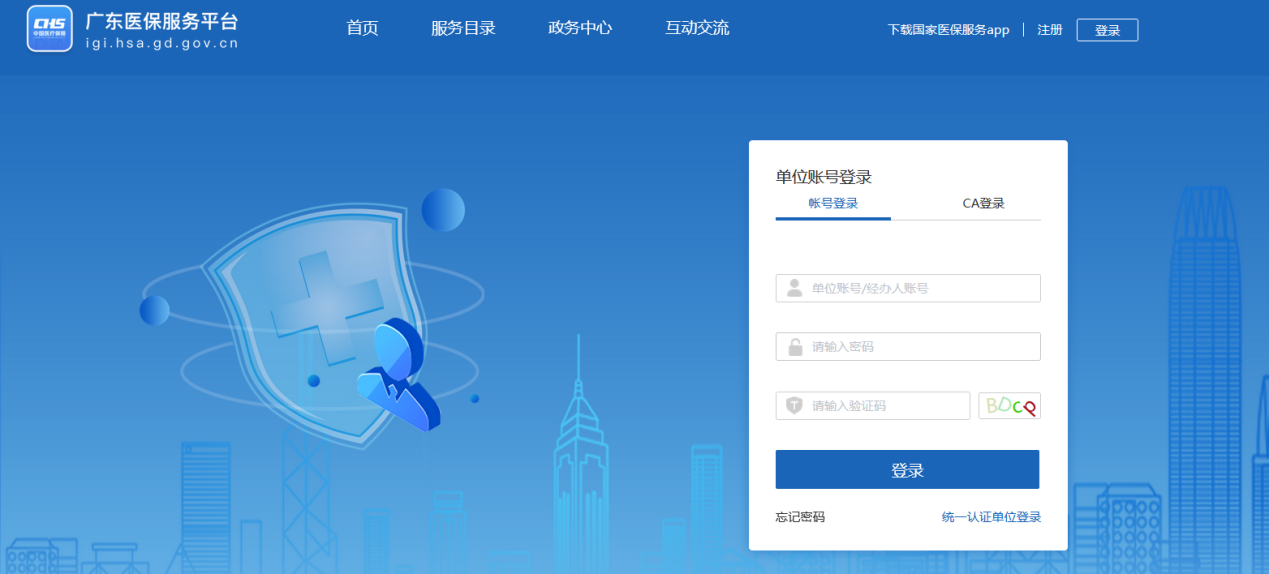 CHS
中国医疗保障
广东医保服务平台
igi.hsa.gd.gov.cn
首页 服务目录 政务中心 互动交流
下载国家医保服务app 注册 登录
单位账号登录
帐号登录 CA登录
单位账号/经办人账号
请输入密码
请输入验证码 BDCQ
登录
忘记密码 统一认证单位登录